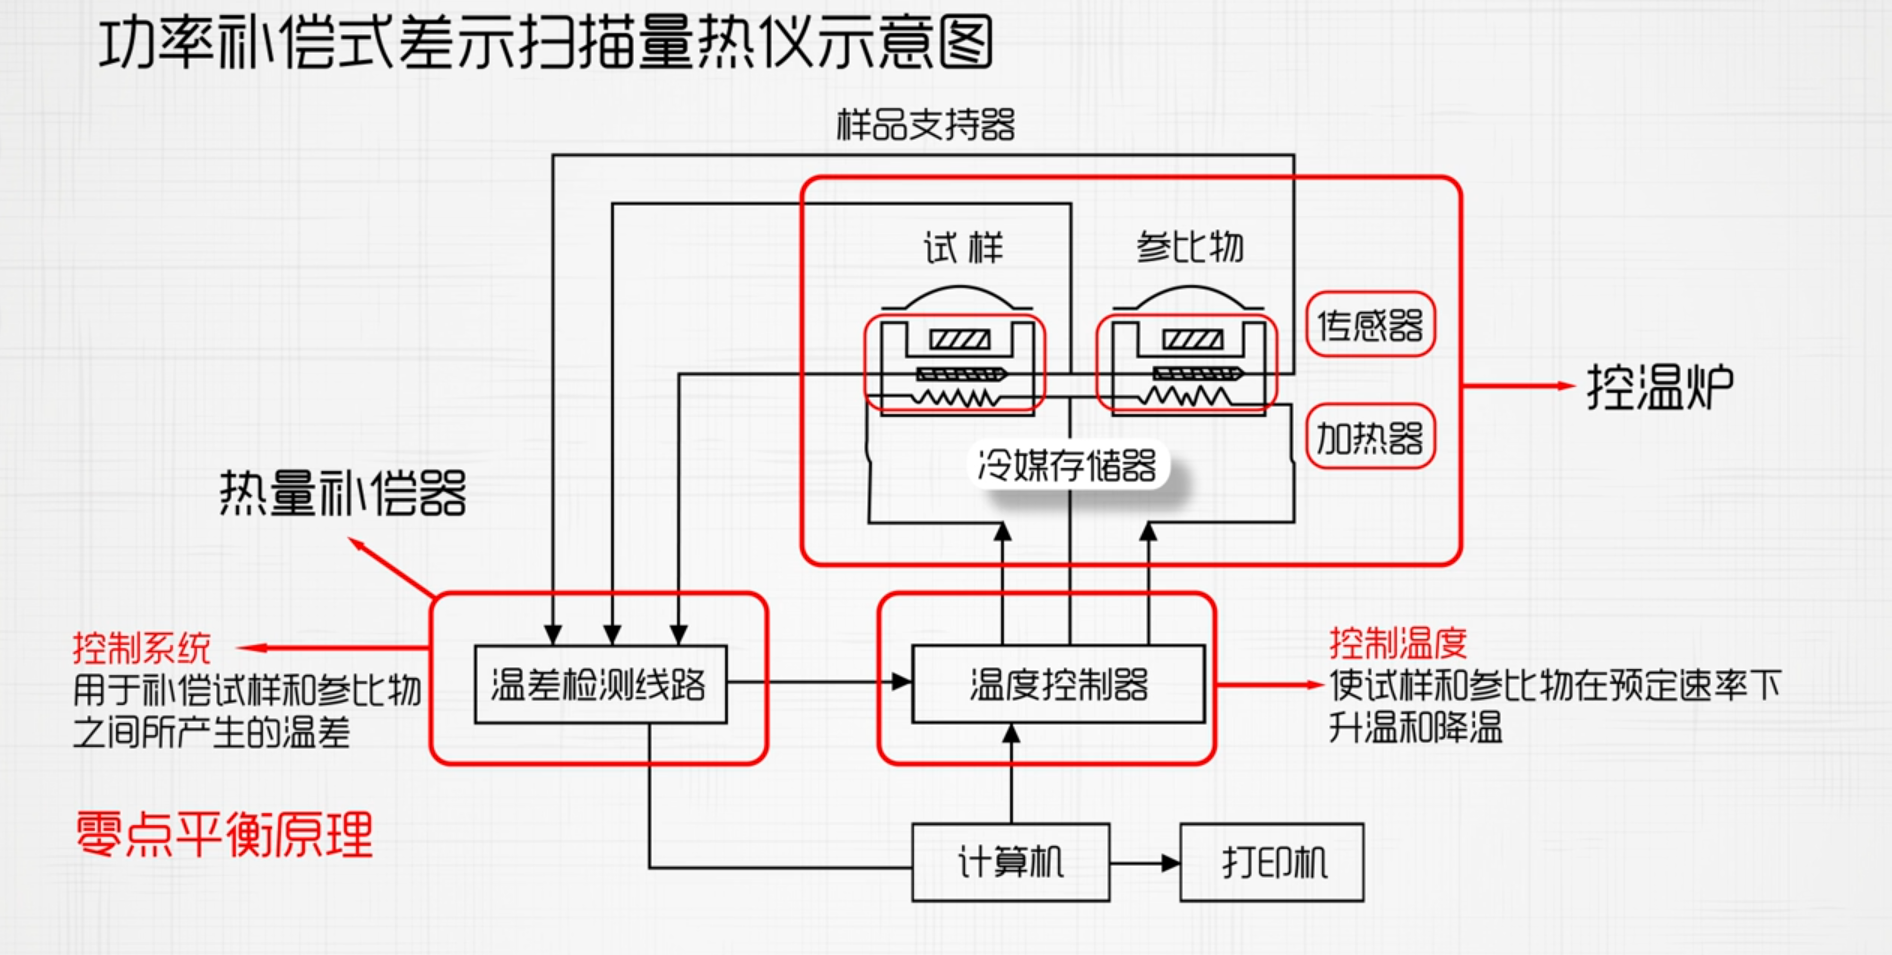 功率补偿式差示扫描量热仪示意图
样品支持器
试样
参比物
传感器
控温炉
加热器
冷媒存储器
热量补偿器
控制系统
用于补偿试样和参比物
之间所产生的温差
温差检测线路
温度控制器
控制温度
使试样和参比物在预定速率下
升温和降温
零点平衡原理
计算机
打印机